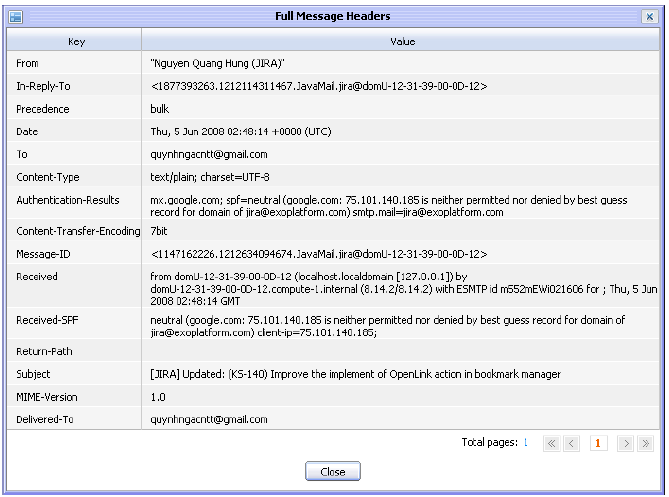 Full Message Headers
Key Value
From "Nguyen Quang Hung (JIRA)"
In-Reply-To <1877393263.1212114311467.JavaMail.jira@domU-12-31-39-00-0D-12>
Precedence bulk
Date Thu, 5 Jun 2008 02:48:14 +0000 (UTC)
To quynhngacntt@gmail.com
Content-Type text/plain; charset=UTF-8
Authentication-Results mx.google.com; spf=neutral (google.com: 75.101.140.185 is neither permitted nor denied by best guess
record for domain of jira@exoplatform.com) smtp.mail=jira@exoplatform.com
Content-Transfer-Encoding 7bit
Message-ID <1147162226.1212634094674.JavaMail.jira@domU-12-31-39-00-0D-12>
Received from domU-12-31-39-00-0D-12 (localhost.localdomain [127.0.0.1]) by
domU-12-31-39-00-0D-12.compute-1.internal (8.14.2/8.14.2) with ESMTP id m552mEWi021606 for ; Thu, 5 Jun
2008 02:48:14 GMT
Received-SPF neutral (google.com: 75.101.140.185 is neither permitted nor denied by best guess record for domain of
jira@exoplatform.com) client-ip=75.101.140.185;
Return-Path
Subject [JIRA] Updated: (KS-140) Improve the implement of OpenLink action in bookmark manager
MIME-Version 1.0
Delivered-To quynhngacntt@gmail.com
Total pages: 1 1
Close